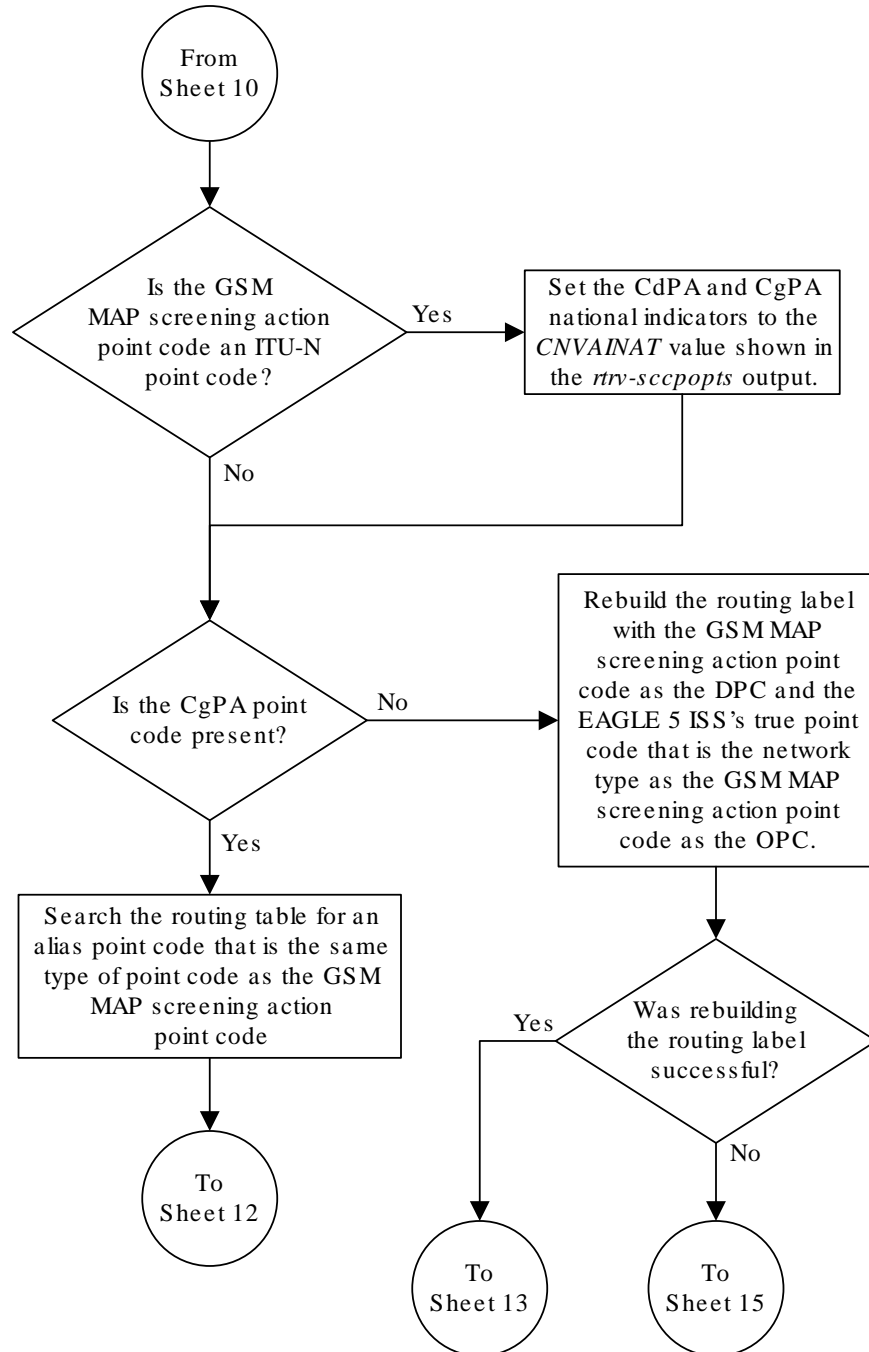 From
Sheet 10
Is the GSM
MAP screening action
point code an ITU-N
point code?
Yes
Set the CdPA and CgPA
national indicators to the
CNVAINAT value shown in
the rtrv-sccpopts output.
No
Is the CgPA point
code present?
No
Rebuild the routing label
with the GSM MAP
screening action point
code as the DPC and the
EAGLE 5 ISS’s true point
code that is the network
type as the GSM MAP
screening action point
code as the OPC.
Yes
Search the routing table for an
alias point code that is the same
type of point code as the GSM
MAP screening action
point code
Was rebuilding
the routing label
successful?
Yes
No
To
Sheet 12
To
Sheet 13
To
Sheet 15